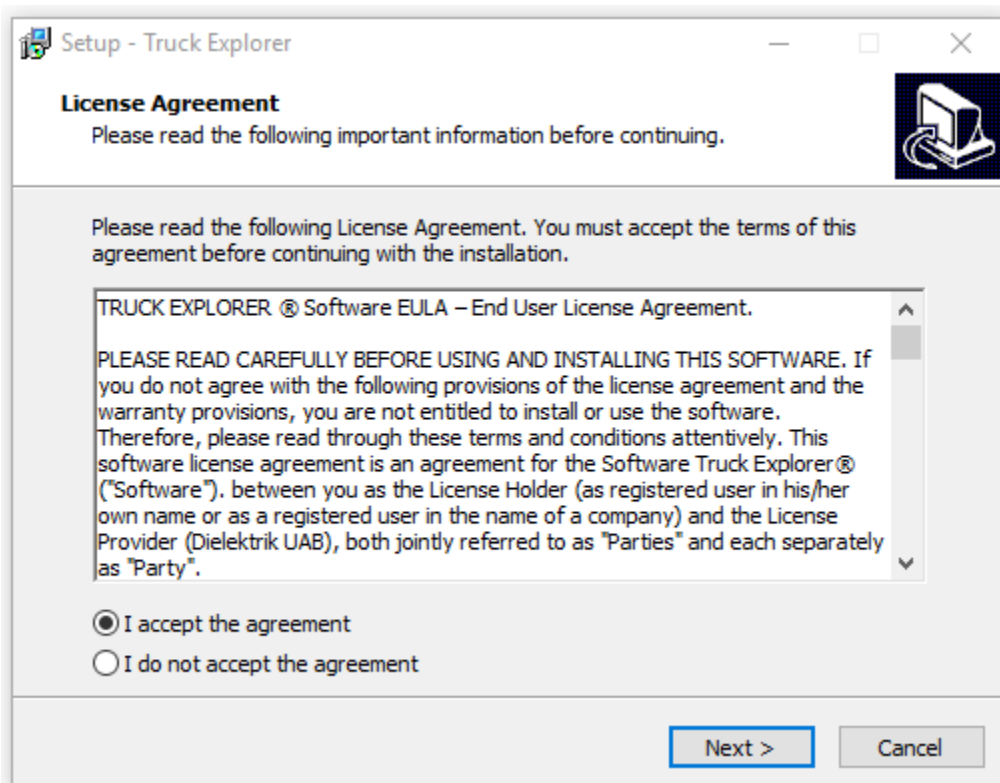 Setup - Truck Explorer
License Agreement
Please read the following important information before continuing.
Please read the following License Agreement. You must accept the terms of this
agreement before continuing with the installation.
TRUCK EXPLORER ® Software EULA – End User License Agreement.
PLEASE READ CAREFULLY BEFORE USING AND INSTALLING THIS SOFTWARE. If
you do not agree with the following provisions of the license agreement and the
warranty provisions, you are not entitled to install or use the software.
Therefore, please read through these terms and conditions attentively. This
software license agreement is an agreement for the Software Truck Explorer®
("Software"). between you as the License Holder (as registered user in his/her
own name or as a registered user in the name of a company) and the License
Provider (Dielektrik UAB), both jointly referred to as "Parties" and each separately
as "Party".
I accept the agreement
I do not accept the agreement
Next >
Cancel